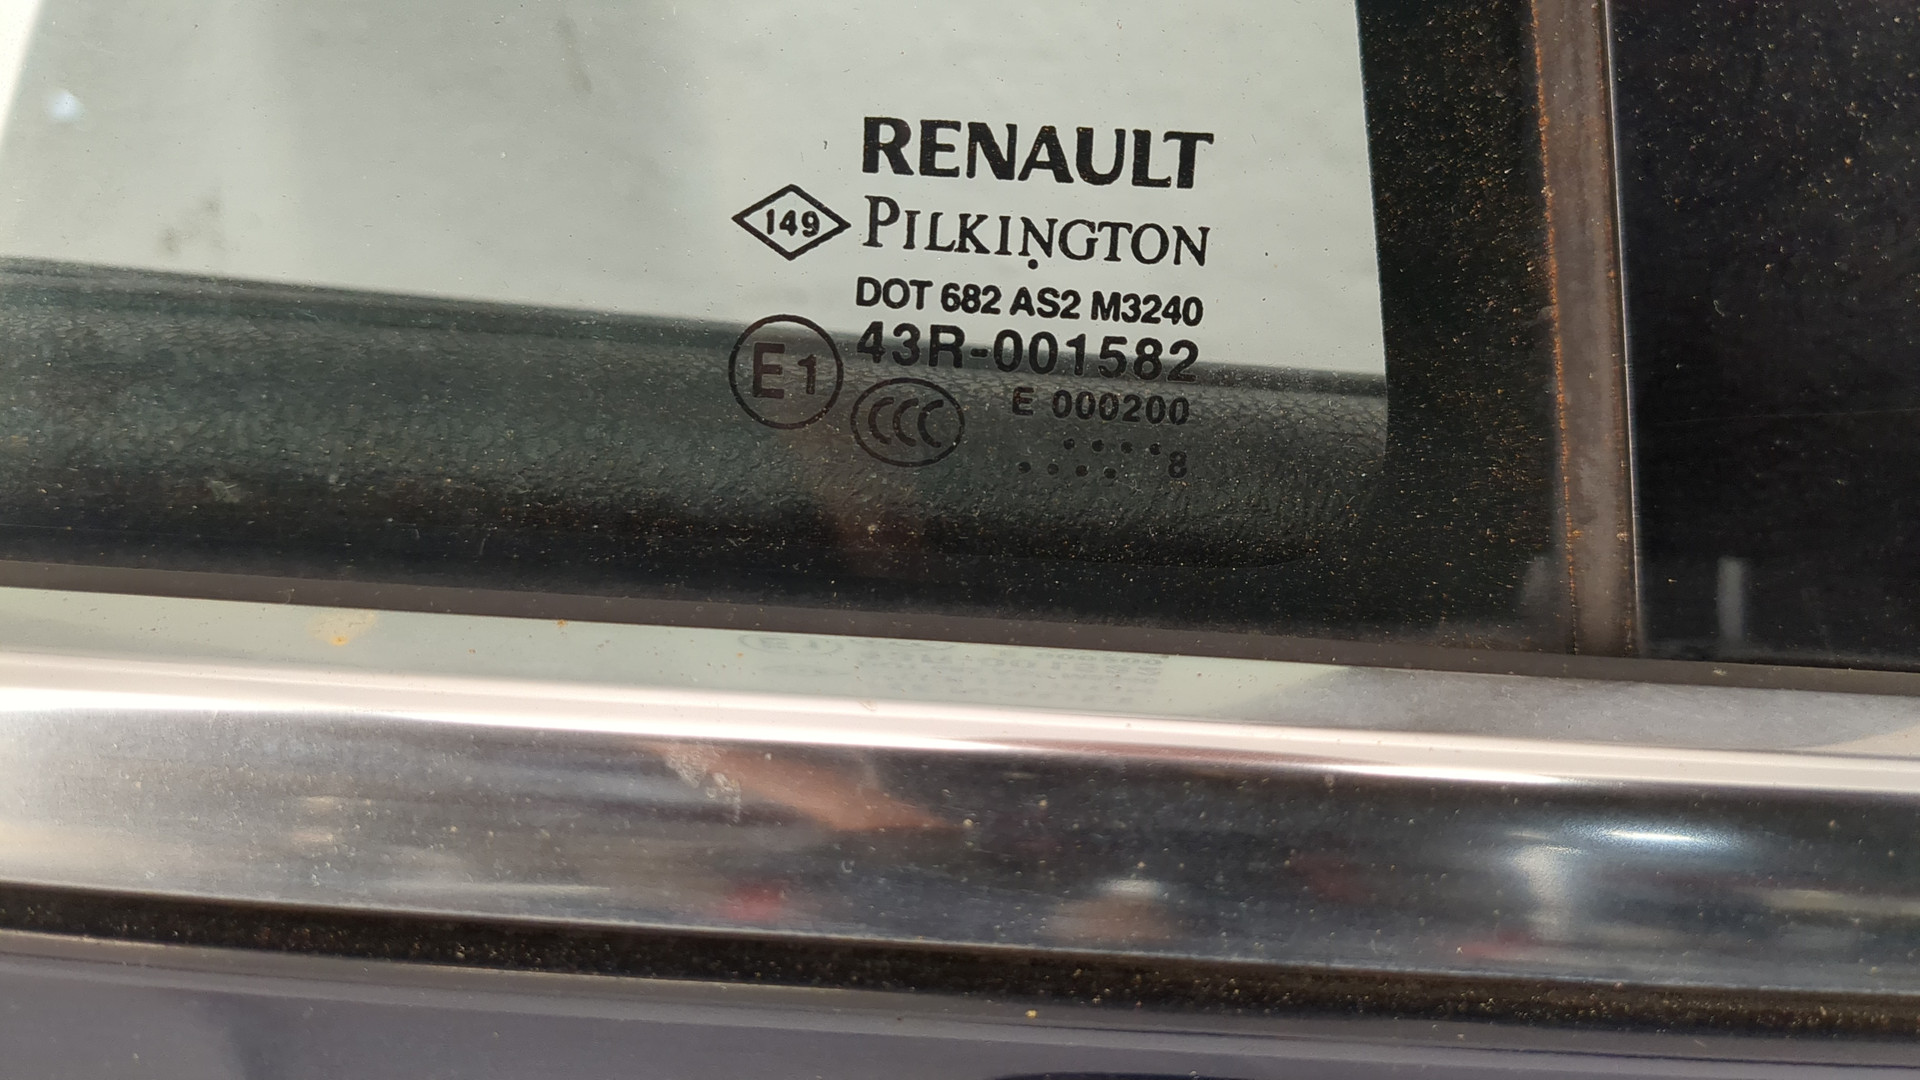 RENAULT
149 PILKINGTON
DOT 682 AS2 M3240
43R-001582
E1 CCC E 000200
.... 8
....